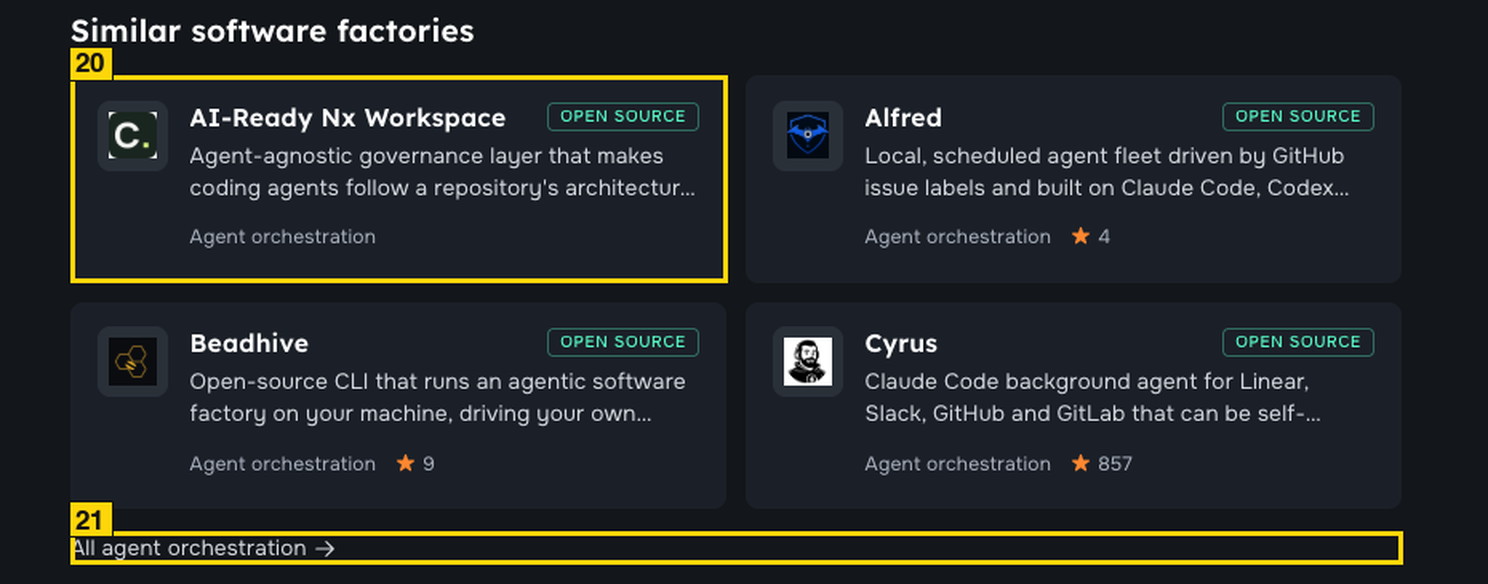 Similar software factories
20
AI-Ready Nx Workspace
OPEN SOURCE
Agent-agnostic governance layer that makes
coding agents follow a repository's architectur...
Agent orchestration
Alfred
OPEN SOURCE
Local, scheduled agent fleet driven by GitHub
issue labels and built on Claude Code, Codex...
Agent orchestration ★ 4
C.
Beadhive
OPEN SOURCE
Open-source CLI that runs an agentic software
factory on your machine, driving your own...
Agent orchestration ★ 9
Cyrus
OPEN SOURCE
Claude Code background agent for Linear,
Slack, GitHub and GitLab that can be self-...
Agent orchestration ★ 857
21
All agent orchestration →